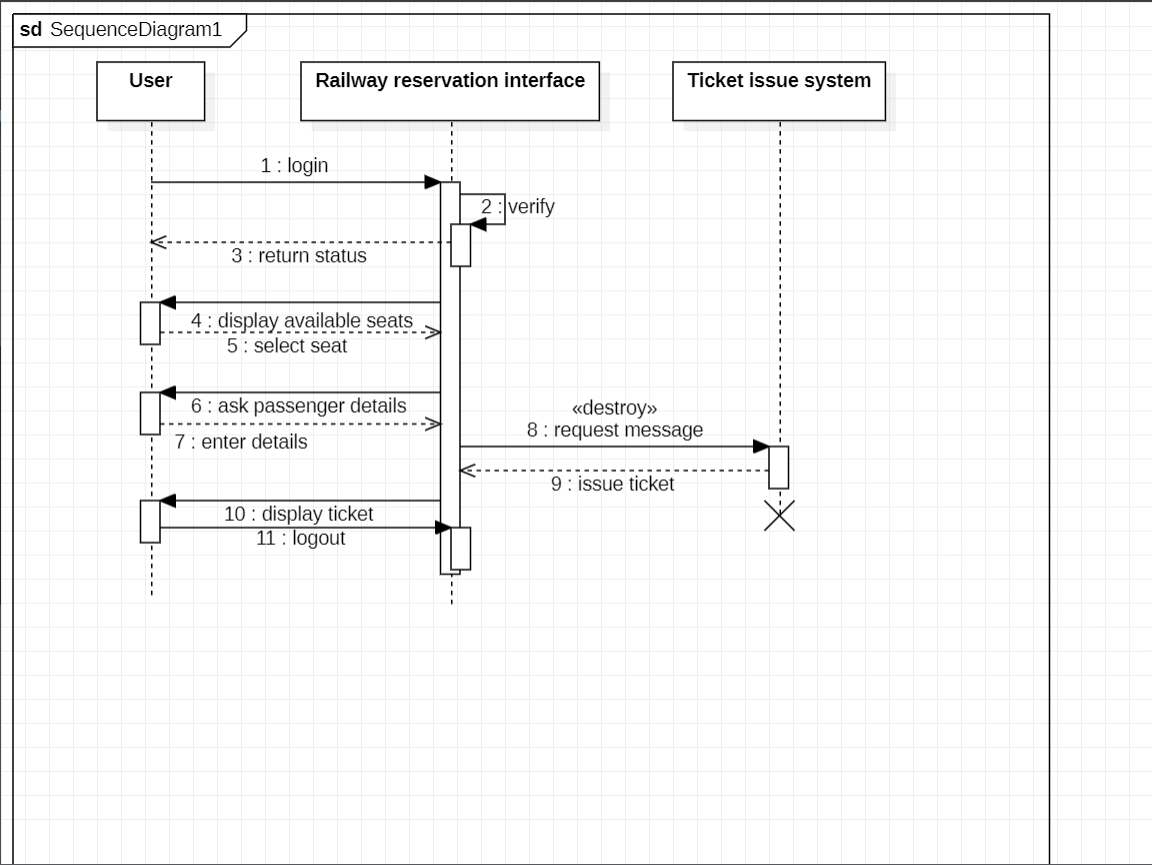 sd SequenceDiagram1
User
Railway reservation interface
Ticket issue system
1 : login
2 : verify
3 : return status
4 : display available seats
5 : select seat
6 : ask passenger details
7 : enter details
«destroy»
8 : request message
9 : issue ticket
10 : display ticket
11 : logout